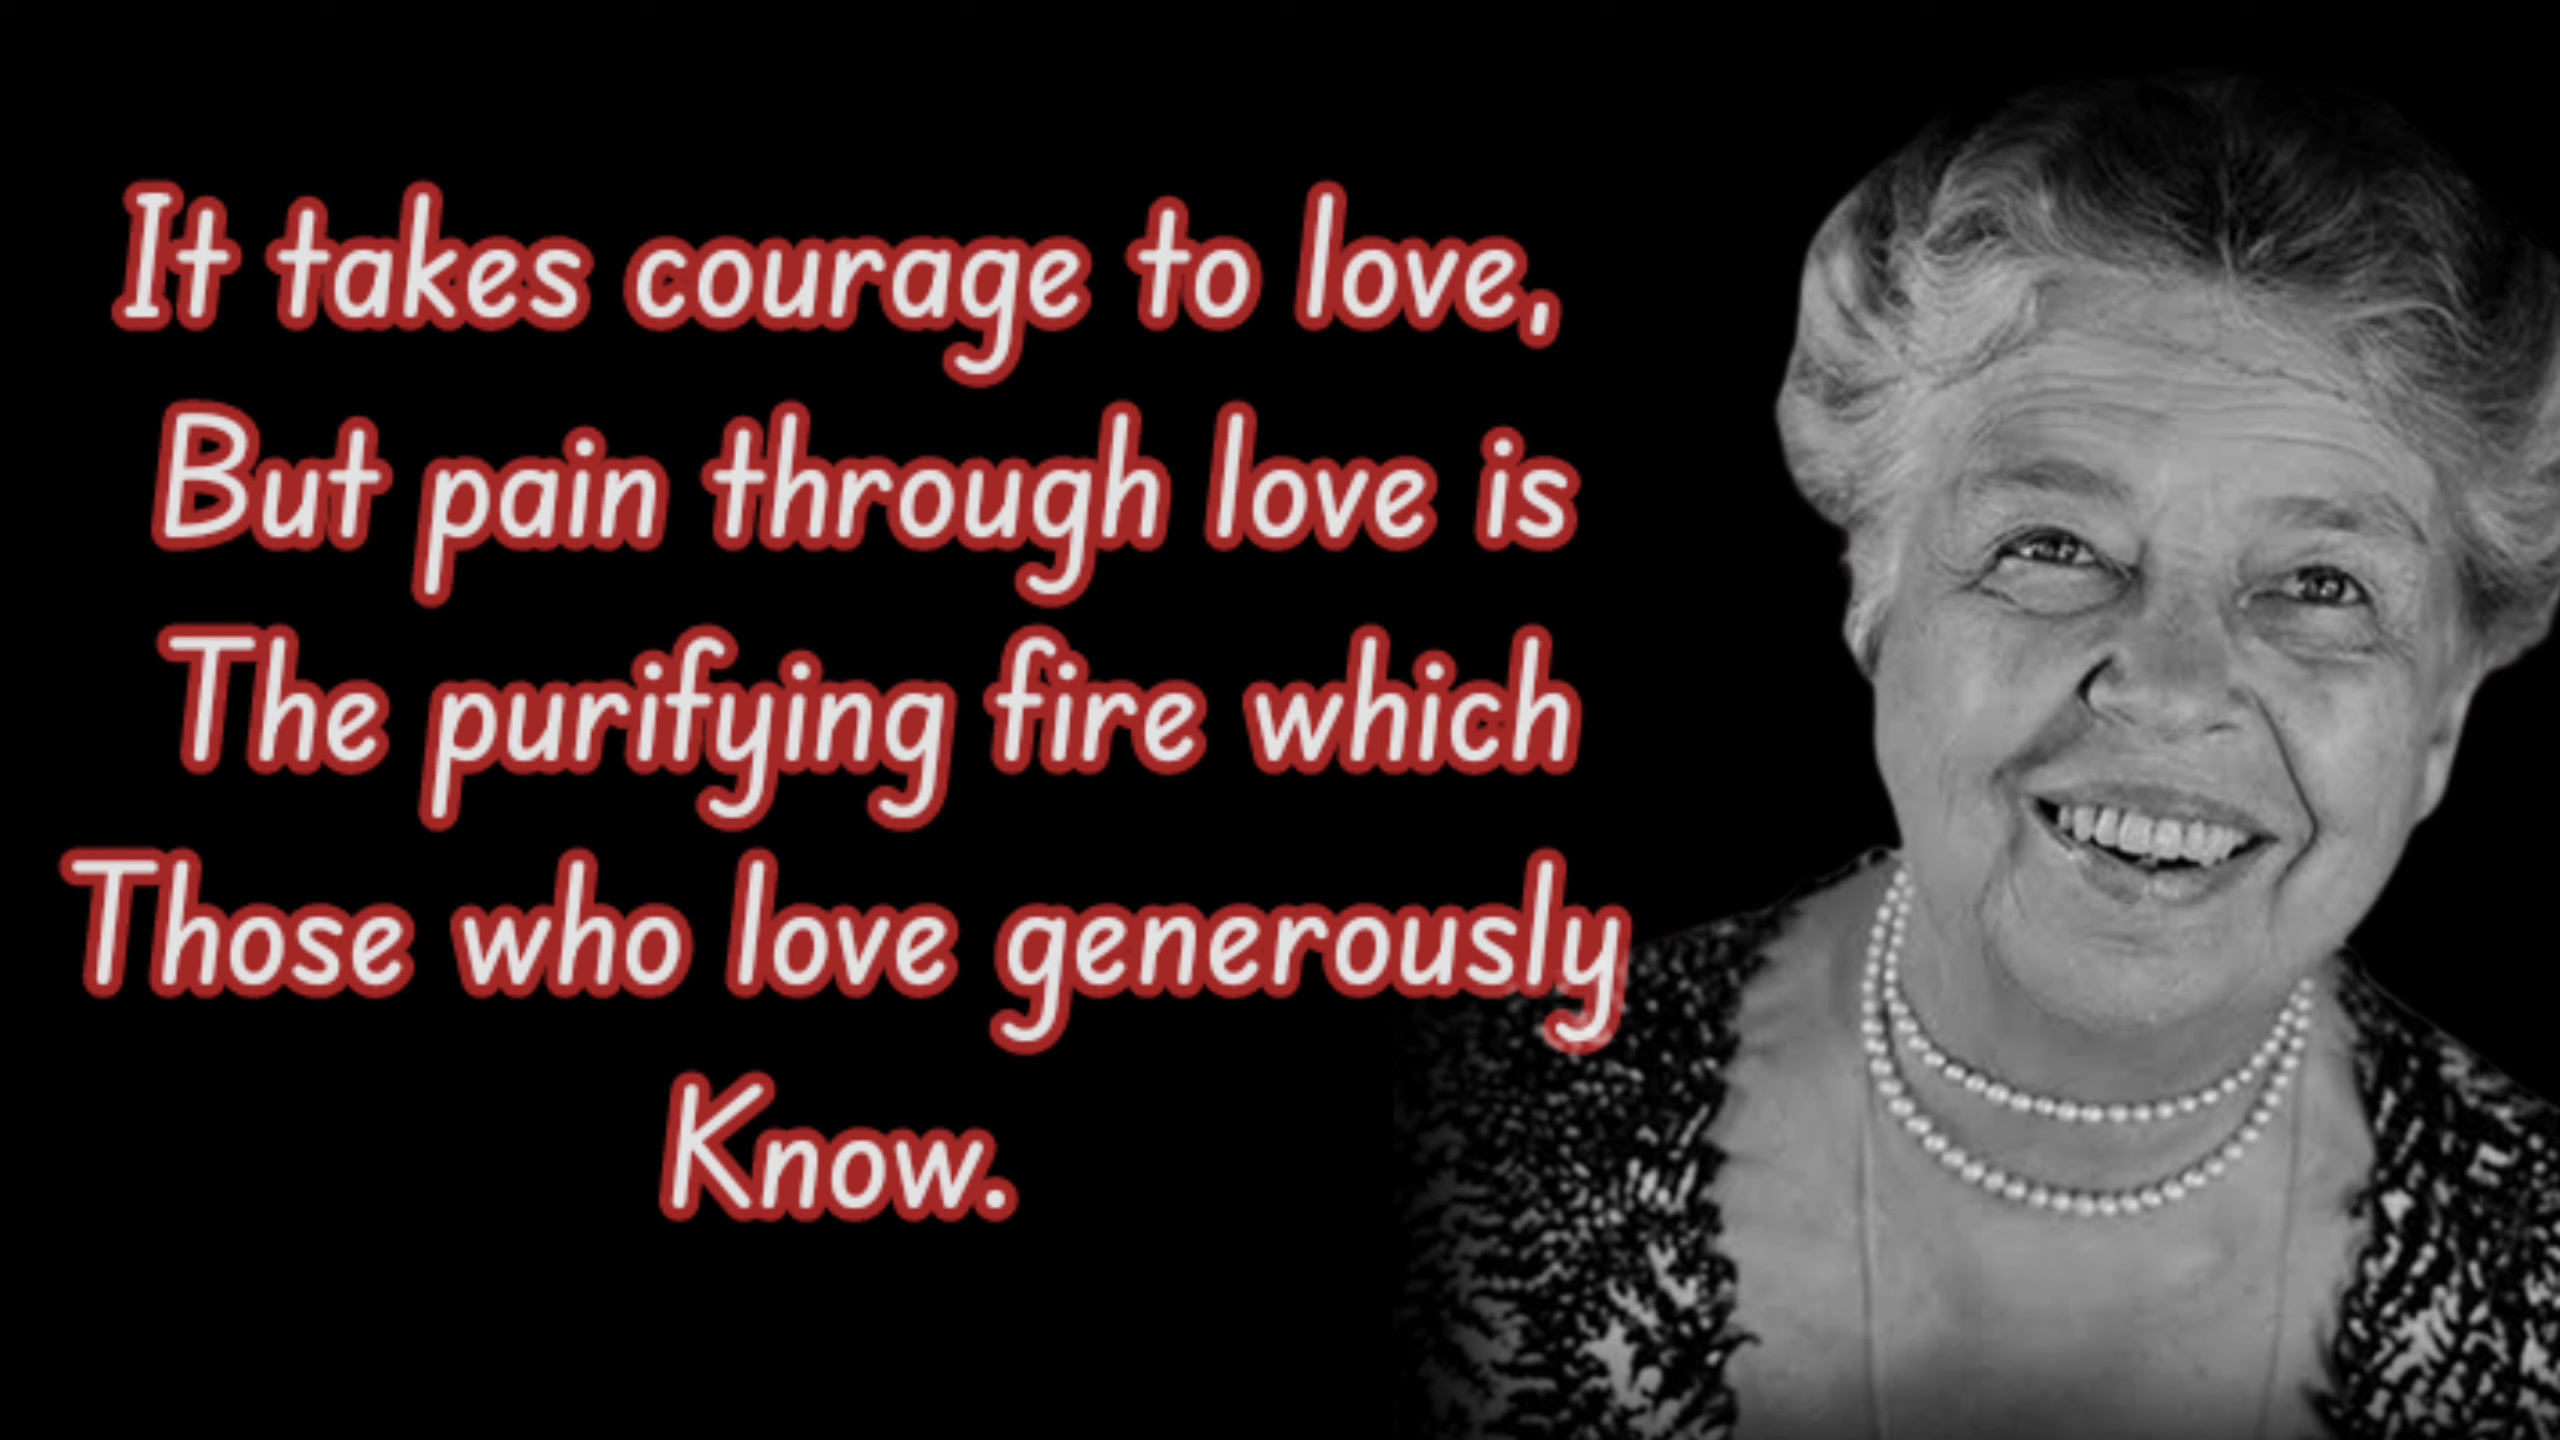 It takes courage to love,
But pain through love is
The purifying fire which
Those who love generously
Know.